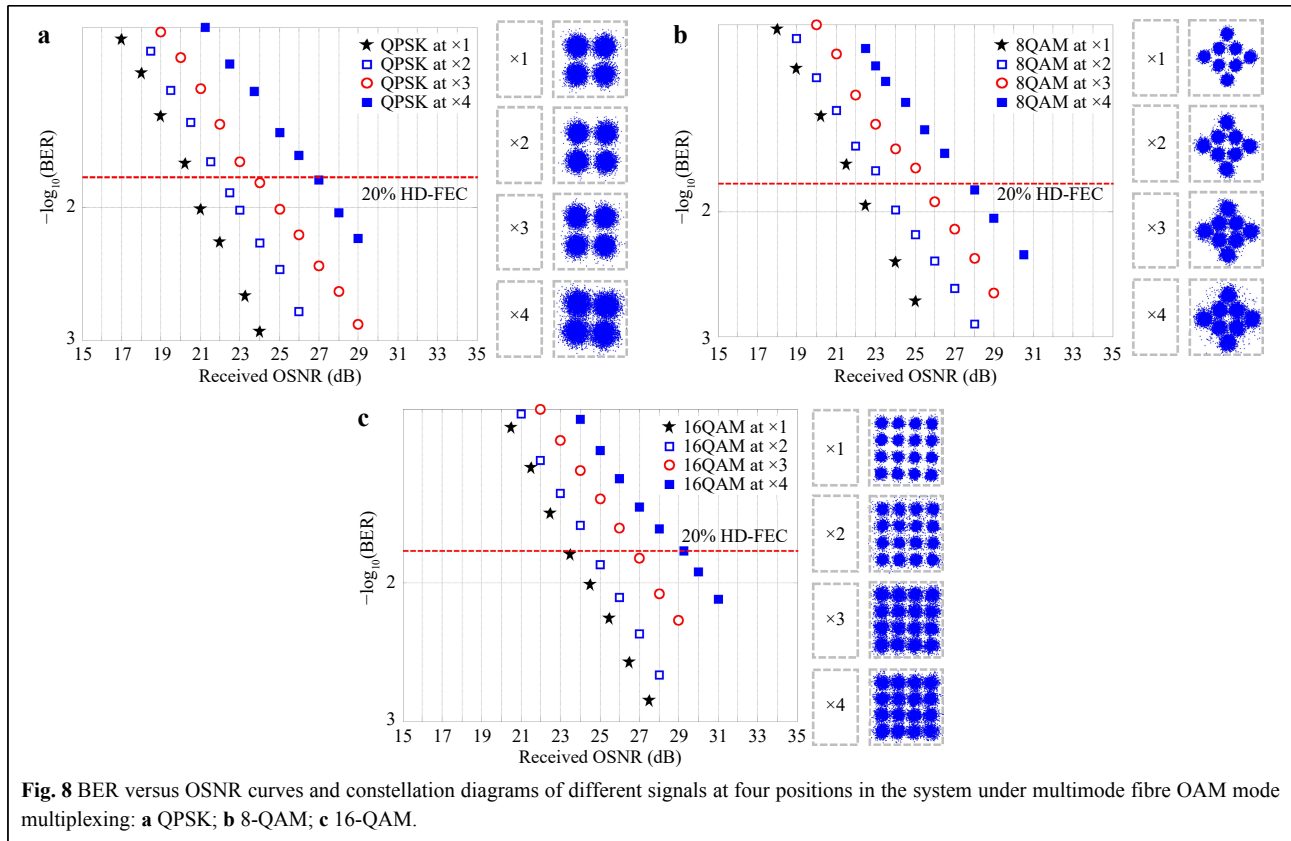 a
★ QPSK at ×1
QPSK at ×2
QPSK at ×3
QPSK at ×4
20% HD-FEC
−log10(BER)
2
3
15 17 19 21 23 25 27 29 31 33 35
Received OSNR (dB)
×1
×2
×3
×4
b
★ 8QAM at ×1
8QAM at ×2
8QAM at ×3
8QAM at ×4
20% HD-FEC
−log10(BER)
2
3
15 17 19 21 23 25 27 29 31 33 35
Received OSNR (dB)
×1
×2
×3
×4
c
★ 16QAM at ×1
16QAM at ×2
16QAM at ×3
16QAM at ×4
20% HD-FEC
−log10(BER)
2
3
15 17 19 21 23 25 27 29 31 33 35
Received OSNR (dB)
×1
×2
×3
×4
Fig. 8 BER versus OSNR curves and constellation diagrams of different signals at four positions in the system under multimode fibre OAM mode
multiplexing: a QPSK; b 8-QAM; c 16-QAM.